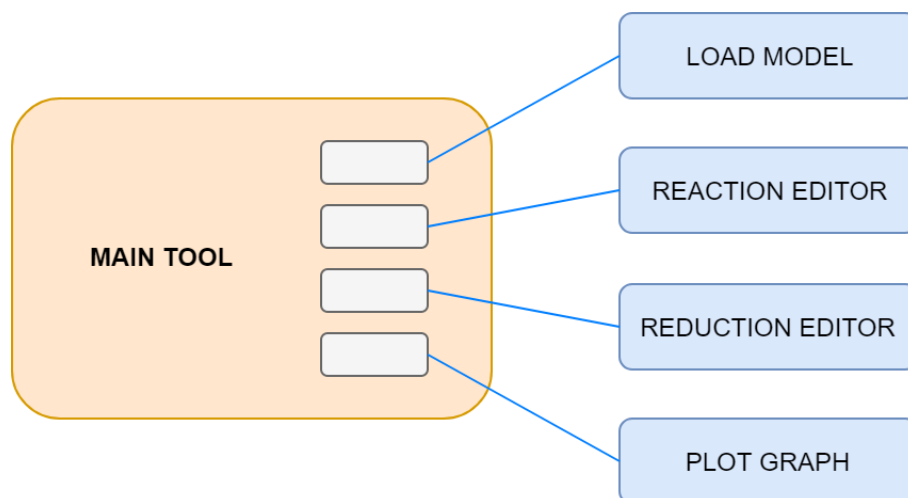 LOAD MODEL
REACTION EDITOR
MAIN TOOL
REDUCTION EDITOR
PLOT GRAPH